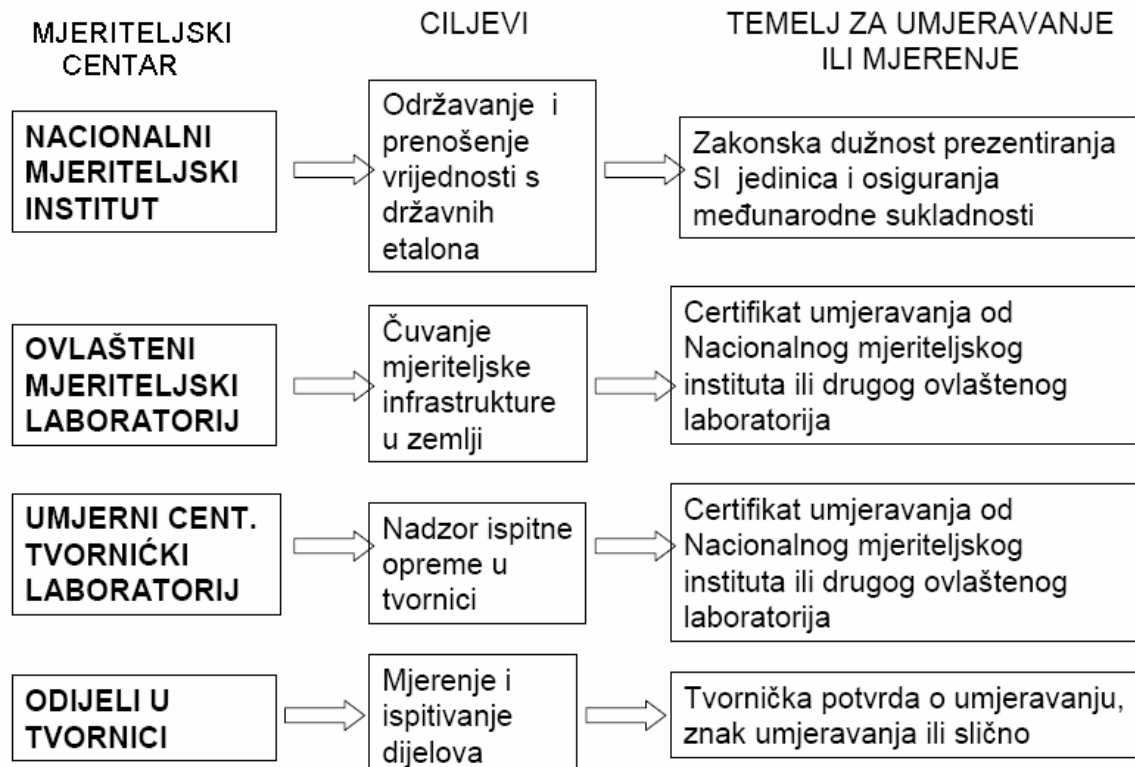 MJERITELJSKI
CENTAR
CILJEVI
TEMELJ ZA UMJERAVANJE
ILI MJERENJE
NACIONALNI
MJERITELJSKI
INSTITUT
Održavanje i
prenošenje
vrijednosti s
državnih
etalona
Zakonska dužnost prezentiranja
SI jedinica i osiguranja
međunarodne sukladnosti
OVLAŠTENI
MJERITELJSKI
LABORATORIJ
Čuvanje
mjeriteljske
infrastrukture
u zemlji
Certifikat umjeravanja od
Nacionalnog mjeriteljskog
instituta ili drugog ovlaštenog
laboratorija
UMJERNI CENT.
TVORNIĆKI
LABORATORIJ
Nadzor ispitne
opreme u
tvornici
Certifikat umjeravanja od
Nacionalnog mjeriteljskog
instituta ili drugog ovlaštenog
laboratorija
ODIJELI U
TVORNICI
Mjerenje i
ispitivanje
dijelova
Tvornička potvrda o umjeravanju,
znak umjeravanja ili slično